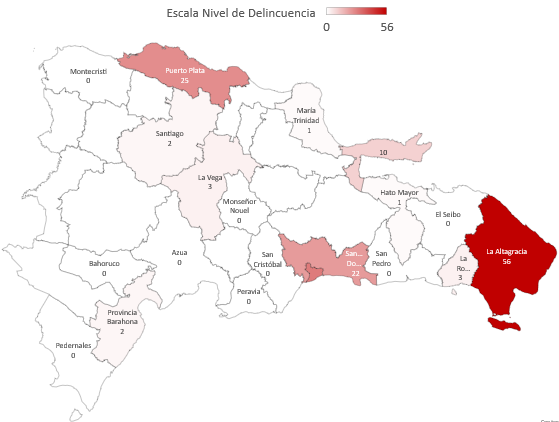 Escala Nivel de Delincuencia
0
56
Montecristi
0
Puerto Plata
25
María
Trinidad
1
Santiago
2
10
La Vega
3
Hato Mayor
1
Monseñor
Nouel
0
El Seibo
0
Azua
0
San
Cristóbal
0
San...
Do...
22
San
Pedro
0
La Altagracia
56
La
Ro...
3
Bahoruco
0
Peravia
0
Provincia
Barahona
2
Pedernales
0